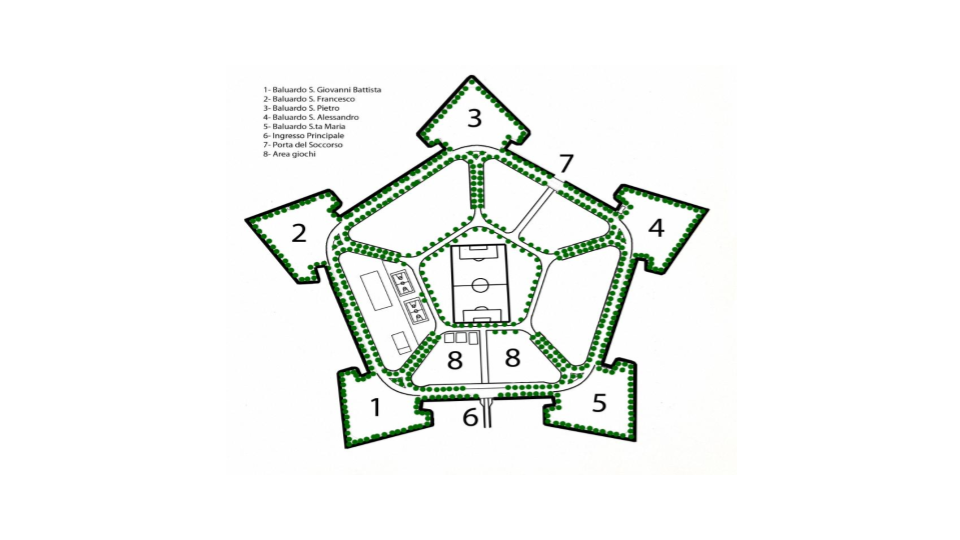 1- Baluardo S. Giovanni Battista
2- Baluardo S. Francesco
3- Baluardo S. Pietro
4- Baluardo S. Alessandro
5- Baluardo S.ta Maria
6- Ingresso Principale
7- Porta del Soccorso
8- Area giochi
3
7
2
4
8
8
1
6
5